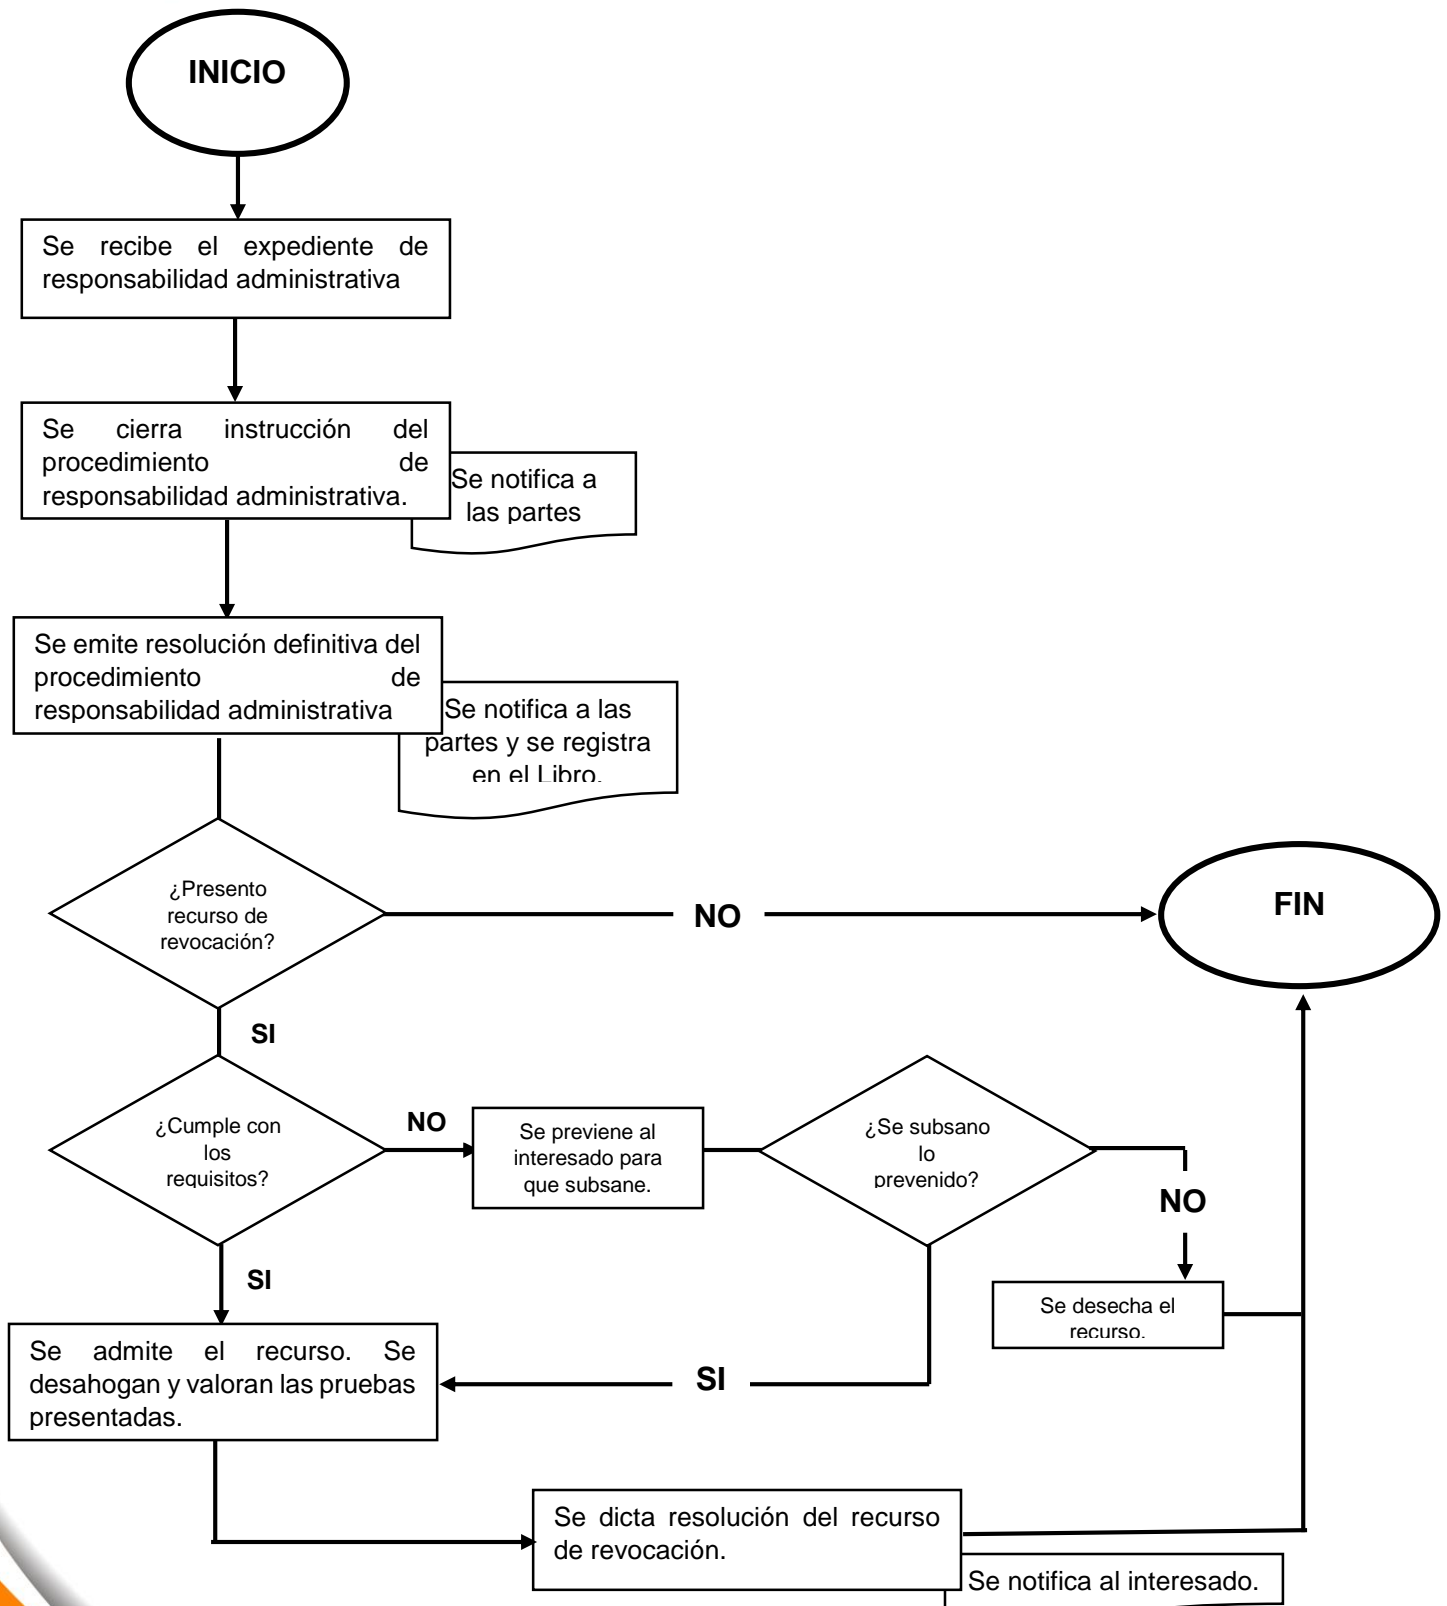 INICIO
Se recibe el expediente de
responsabilidad administrativa
Se cierra instrucción del
procedimiento de
responsabilidad administrativa.
Se notifica a
las partes
Se emite resolución definitiva del
procedimiento de
responsabilidad administrativa
Se notifica a las
partes y se registra
en el Libro.
¿Presento
recurso de
revocación?
NO
FIN
SI
¿Cumple con
los
requisitos?
NO
Se previene al
interesado para
que subsane.
¿Se subsano
lo
prevenido?
NO
SI
Se desecha el
recurso.
Se admite el recurso. Se
desahogan y valoran las pruebas
presentadas.
SI
Se dicta resolución del recurso
de revocación.
Se notifica al interesado.